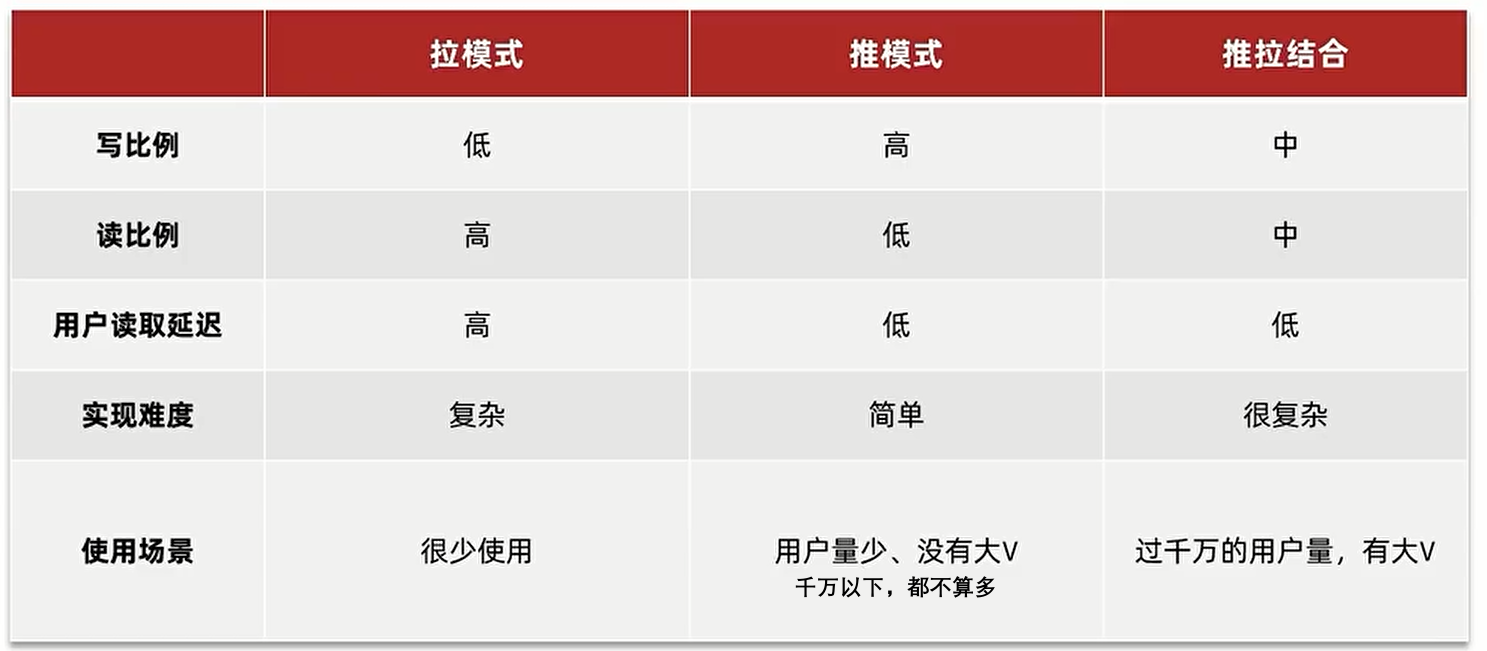 拉模式 推模式 推拉结合
写比例 低 高 中
读比例 高 低 中
用户读取延迟 高 低 低
实现难度 复杂 简单 很复杂
使用场景 很少使用 用户量少、没有大V 过千万的用户量，有大V
千万以下，都不算多